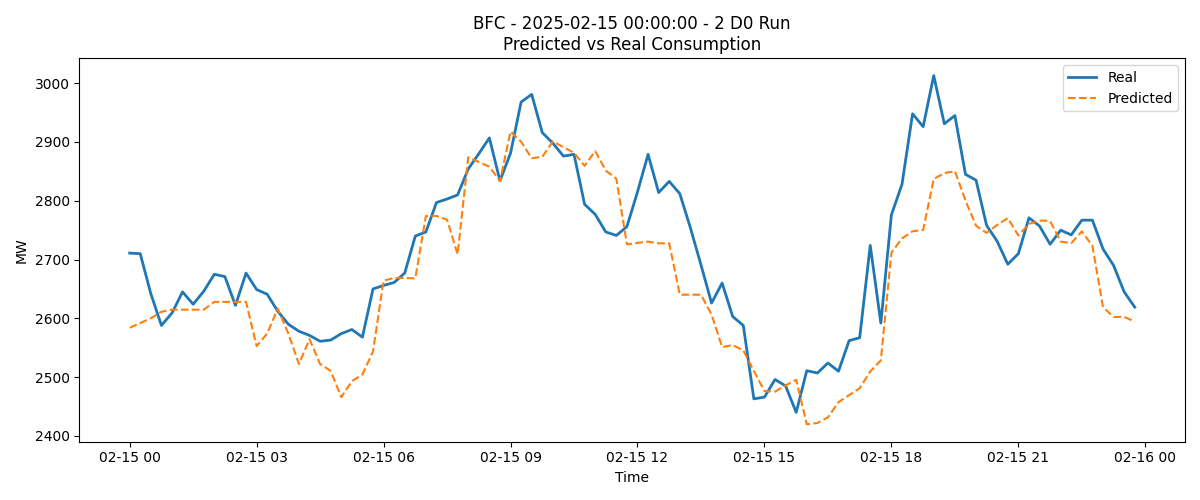 BFC - 2025-02-15 00:00:00 - 2 D0 Run
Predicted vs Real Consumption
Real
Predicted
MW
3000
2900
2800
2700
2600
2500
2400
02-15 00
02-15 03
02-15 06
02-15 09
02-15 12
02-15 15
02-15 18
02-15 21
02-16 00
Time